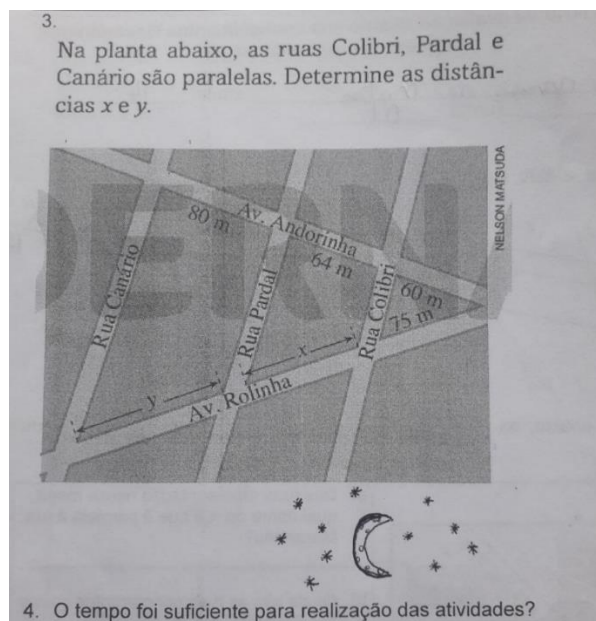 3.
Na planta abaixo, as ruas Colibri, Pardal e
Canário são paralelas. Determine as distân-
cias x e y.
NELSON MATSUDA
80 m
Av. Andorinha
64 m
60 m
75 m
Rua Canário
Rua Pardal
Rua Colibri
x
y
Av. Rolinha
DERNA
4. O tempo foi suficiente para realização das atividades?